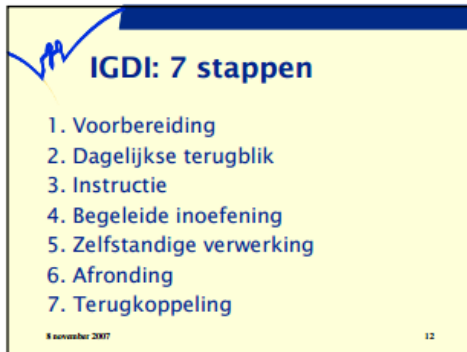 IGDI: 7 stappen
1. Voorbereiding
2. Dagelijkse terugblik
3. Instructie
4. Begeleide inoefening
5. Zelfstandige verwerking
6. Afronding
7. Terugkoppeling
8 november 2007 12